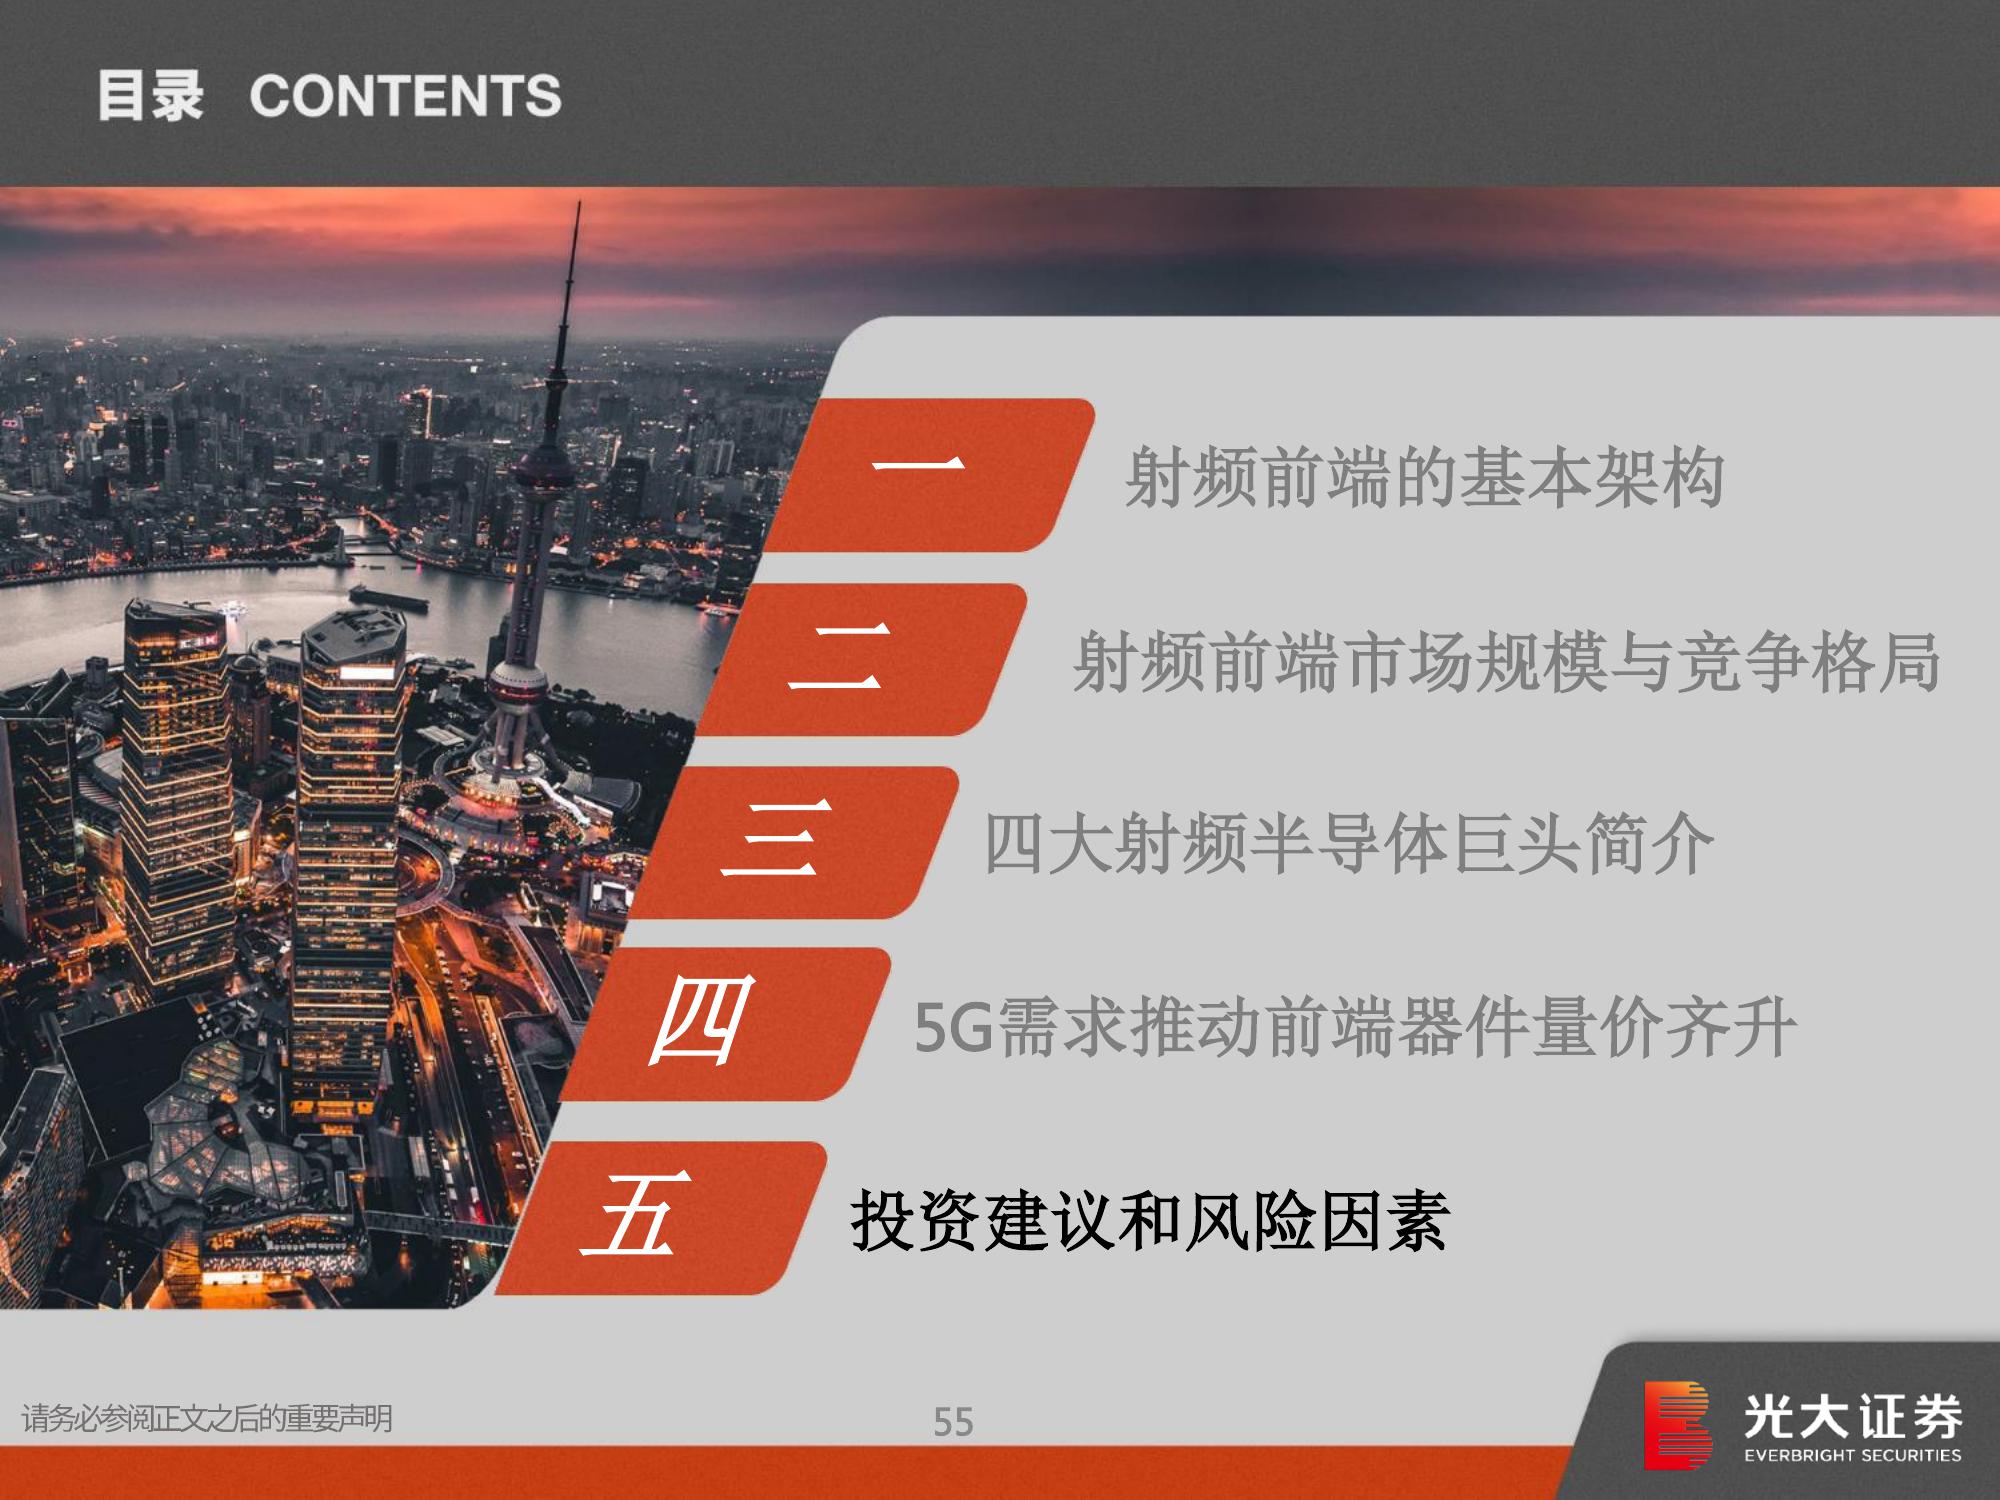 目录 CONTENTS
一 射频前端的基本架构
二 射频前端市场规模与竞争格局
三 四大射频半导体巨头简介
四 5G需求推动前端器件量价齐升
五 投资建议和风险因素
请务必参阅正文之后的重要声明
55
光大证券
EVERBRIGHT SECURITIES